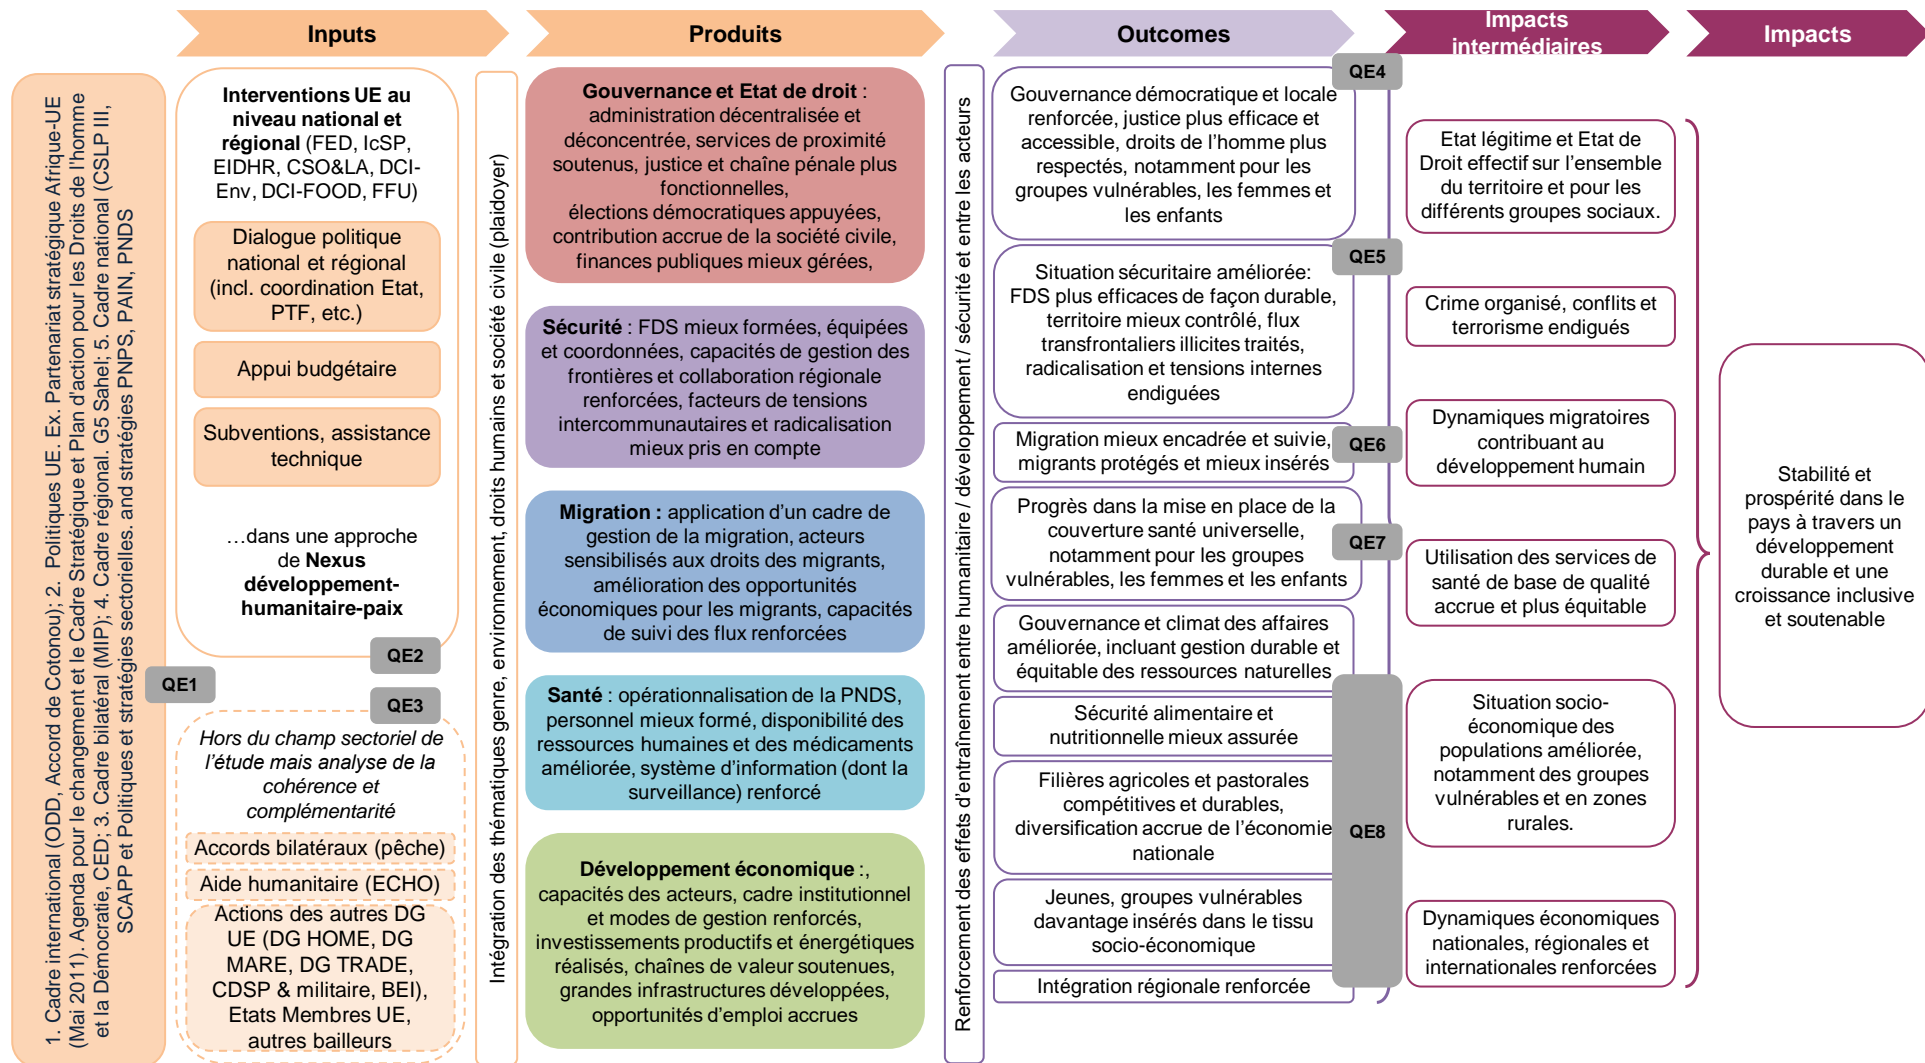 Inputs
Produits
Outcomes
Impacts
intermédiaires
Impacts
1. Cadre international (ODD, Accord de Cotonou); 2. Politiques UE. Ex. Partenariat stratégique Afrique-UE
(Mai 2011). Agenda pour le changement et le Cadre Stratégique et Plan d'action pour les Droits de l'homme
et la Démocratie, CED; 3. Cadre bilatéral (MIP); 4. Cadre régional. G5 Sahel; 5. Cadre national (CSLP III,
SCAPP et Politiques et stratégies sectorielles. and stratégies PNPS, PAIN, PNDS
QE1
Interventions UE au
niveau national et
régional (FED, IcSP,
EIDHR, CSO&LA, DCI-
Env, DCI-FOOD, FFU)
Dialogue politique
national et régional
(incl. coordination Etat,
PTF, etc.)
Appui budgétaire
Subventions, assistance
technique
…dans une approche
de Nexus
développement-
humanitaire-paix
QE2
QE3
Hors du champ sectoriel de
l'étude mais analyse de la
cohérence et
complémentarité
Accords bilatéraux (pêche)
Aide humanitaire (ECHO)
Actions des autres DG
UE (DG HOME, DG
MARE, DG TRADE,
CDSP & militaire, BEI),
Etats Membres UE,
autres bailleurs
Intégration des thématiques genre, environnement, droits humains et société civile (plaidoyer)
Gouvernance et Etat de droit :
administration décentralisée et
déconcentrée, services de proximité
soutenus, justice et chaîne pénale plus
fonctionnelles,
élections démocratiques appuyées,
contribution accrue de la société civile,
finances publiques mieux gérées,
Sécurité : FDS mieux formées, équipées
et coordonnées, capacités de gestion des
frontières et collaboration régionale
renforcées, facteurs de tensions
intercommunautaires et radicalisation
mieux pris en compte
Migration : application d'un cadre de
gestion de la migration, acteurs
sensibilisés aux droits des migrants,
amélioration des opportunités
économiques pour les migrants, capacités
de suivi des flux renforcées
Santé : opérationnalisation de la PNDS,
personnel mieux formé, disponibilité des
ressources humaines et des médicaments
améliorée, système d'information (dont la
surveillance) renforcé
Développement économique :,
capacités des acteurs, cadre institutionnel
et modes de gestion renforcés,
investissements productifs et énergétiques
réalisés, chaînes de valeur soutenues,
grandes infrastructures développées,
opportunités d'emploi accrues
Renforcement des effets d'entraînement entre humanitaire / développement / sécurité et entre les acteurs
QE4
Gouvernance démocratique et locale
renforcée, justice plus efficace et
accessible, droits de l'homme plus
respectés, notamment pour les
groupes vulnérables, les femmes et
les enfants
QE5
Situation sécuritaire améliorée:
FDS plus efficaces de façon durable,
territoire mieux contrôlé, flux
transfrontaliers illicites traités,
radicalisation et tensions internes
endiguées
Migration mieux encadrée et suivie,
migrants protégés et mieux insérés
QE6
Progrès dans la mise en place de la
couverture santé universelle,
notamment pour les groupes
vulnérables, les femmes et les enfants
QE7
Gouvernance et climat des affaires
améliorée, incluant gestion durable et
équitable des ressources naturelles
Sécurité alimentaire et
nutritionnelle mieux assurée
Filières agricoles et pastorales
compétitives et durables,
diversification accrue de l'économie
nationale
QE8
Jeunes, groupes vulnérables
davantage insérés dans le tissu
socio-économique
Intégration régionale renforcée
Etat légitime et Etat de
Droit effectif sur l'ensemble
du territoire et pour les
différents groupes sociaux.
Crime organisé, conflits et
terrorisme endigués
Dynamiques migratoires
contribuant au
développement humain
Utilisation des services de
santé de base de qualité
accrue et plus équitable
Situation socio-
économique des
populations améliorée,
notamment des groupes
vulnérables et en zones
rurales.
Dynamiques économiques
nationales, régionales et
internationales renforcées
Stabilité et
prospérité dans le
pays à travers un
développement
durable et une
croissance inclusive
et soutenable